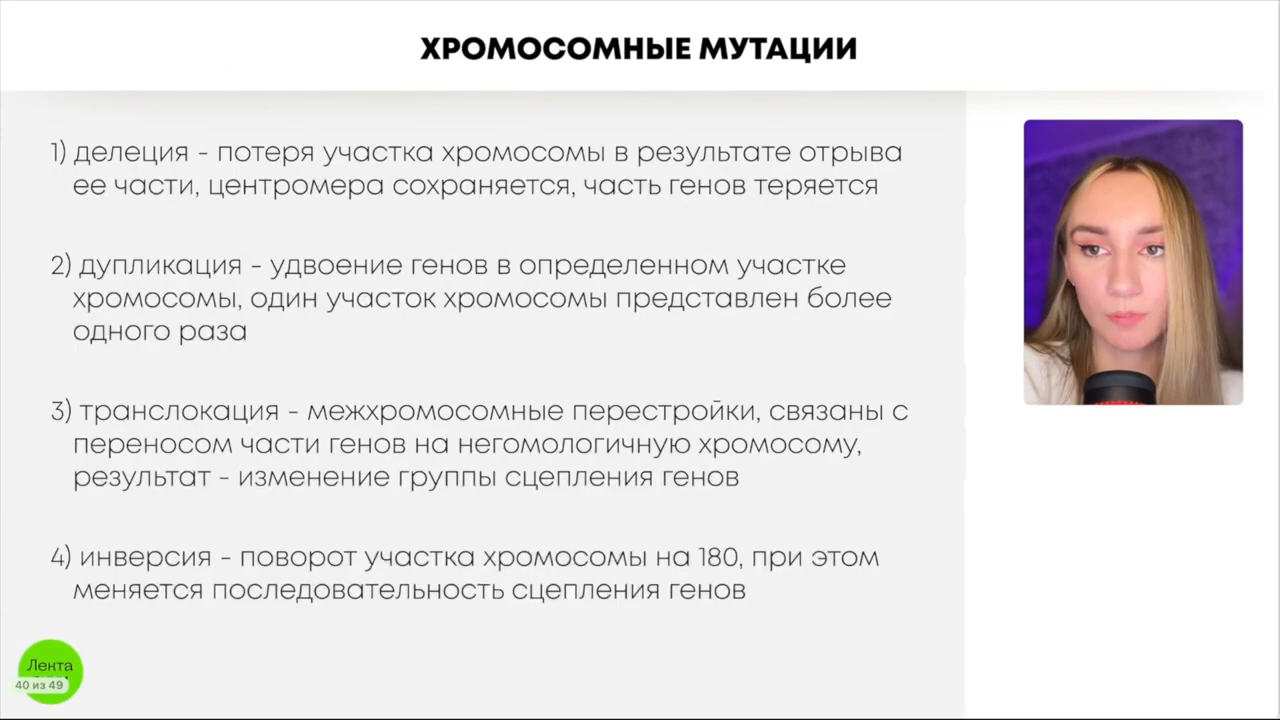 ХРОМОСОМНЫЕ МУТАЦИИ
1) делеция - потеря участка хромосомы в результате отрыва
ее части, центромера сохраняется, часть генов теряется
2) дупликация - удвоение генов в определенном участке
хромосомы, один участок хромосомы представлен более
одного раза
3) транслокация - межхромосомные перестройки, связаны с
переносом части генов на негомологичную хромосому,
результат - изменение группы сцепления генов
4) инверсия - поворот участка хромосомы на 180, при этом
меняется последовательность сцепления генов
Лента
40 из 49